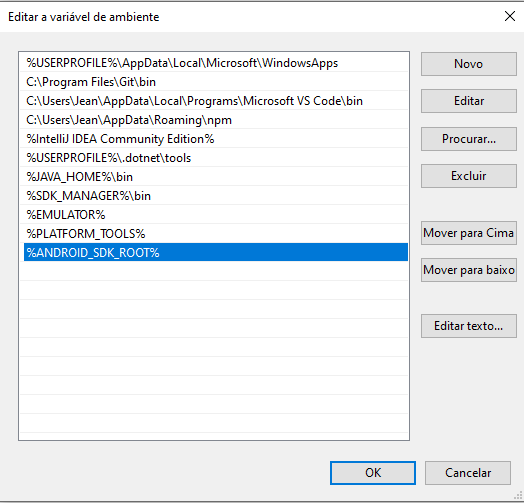 Editar a variável de ambiente
%USERPROFILE%\AppData\Local\Microsoft\WindowsApps
C:\Program Files\Git\bin
C:\Users\Jean\AppData\Local\Programs\Microsoft VS Code\bin
C:\Users\Jean\AppData\Roaming\npm
%IntelliJ IDEA Community Edition%
%USERPROFILE%\.dotnet\tools
%JAVA_HOME%\bin
%SDK_MANAGER%\bin
%EMULATOR%
%PLATFORM_TOOLS%
%ANDROID_SDK_ROOT%
Novo
Editar
Procurar...
Excluir
Mover para Cima
Mover para baixo
Editar texto...
OK
Cancelar